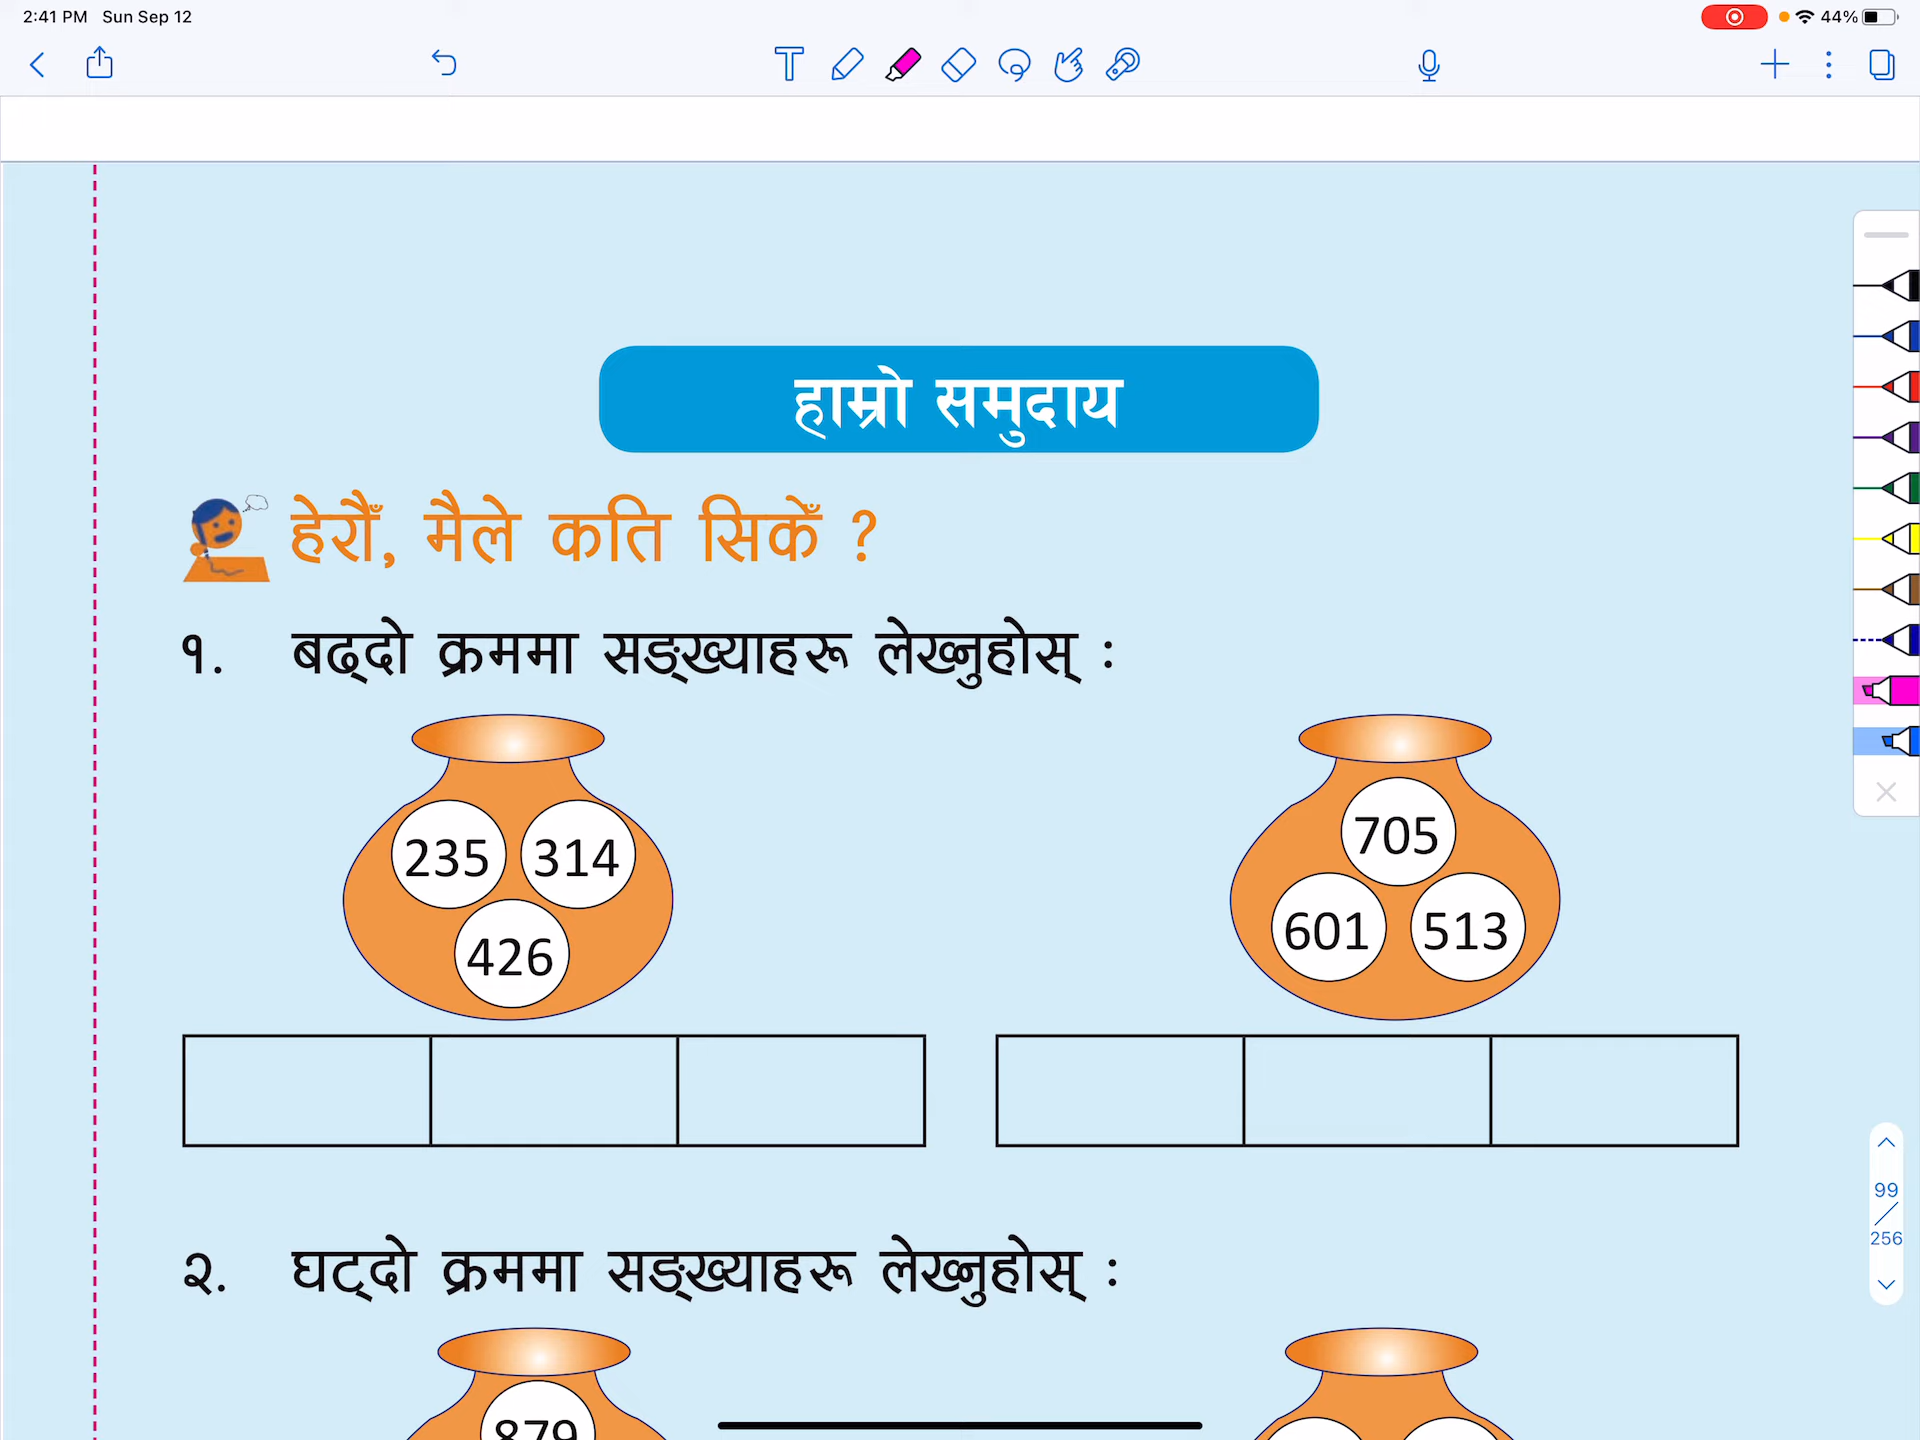 2:41 PM Sun Sep 12
44%
हाम्रो समुदाय
हेरौँ, मैले कति सिकेँ ?
१. बढ्दो क्रममा सङ्ख्याहरू लेख्नुहोस् :
235 314
426
705
601 513
99
256
२. घट्दो क्रममा सङ्ख्याहरू लेख्नुहोस् :
879